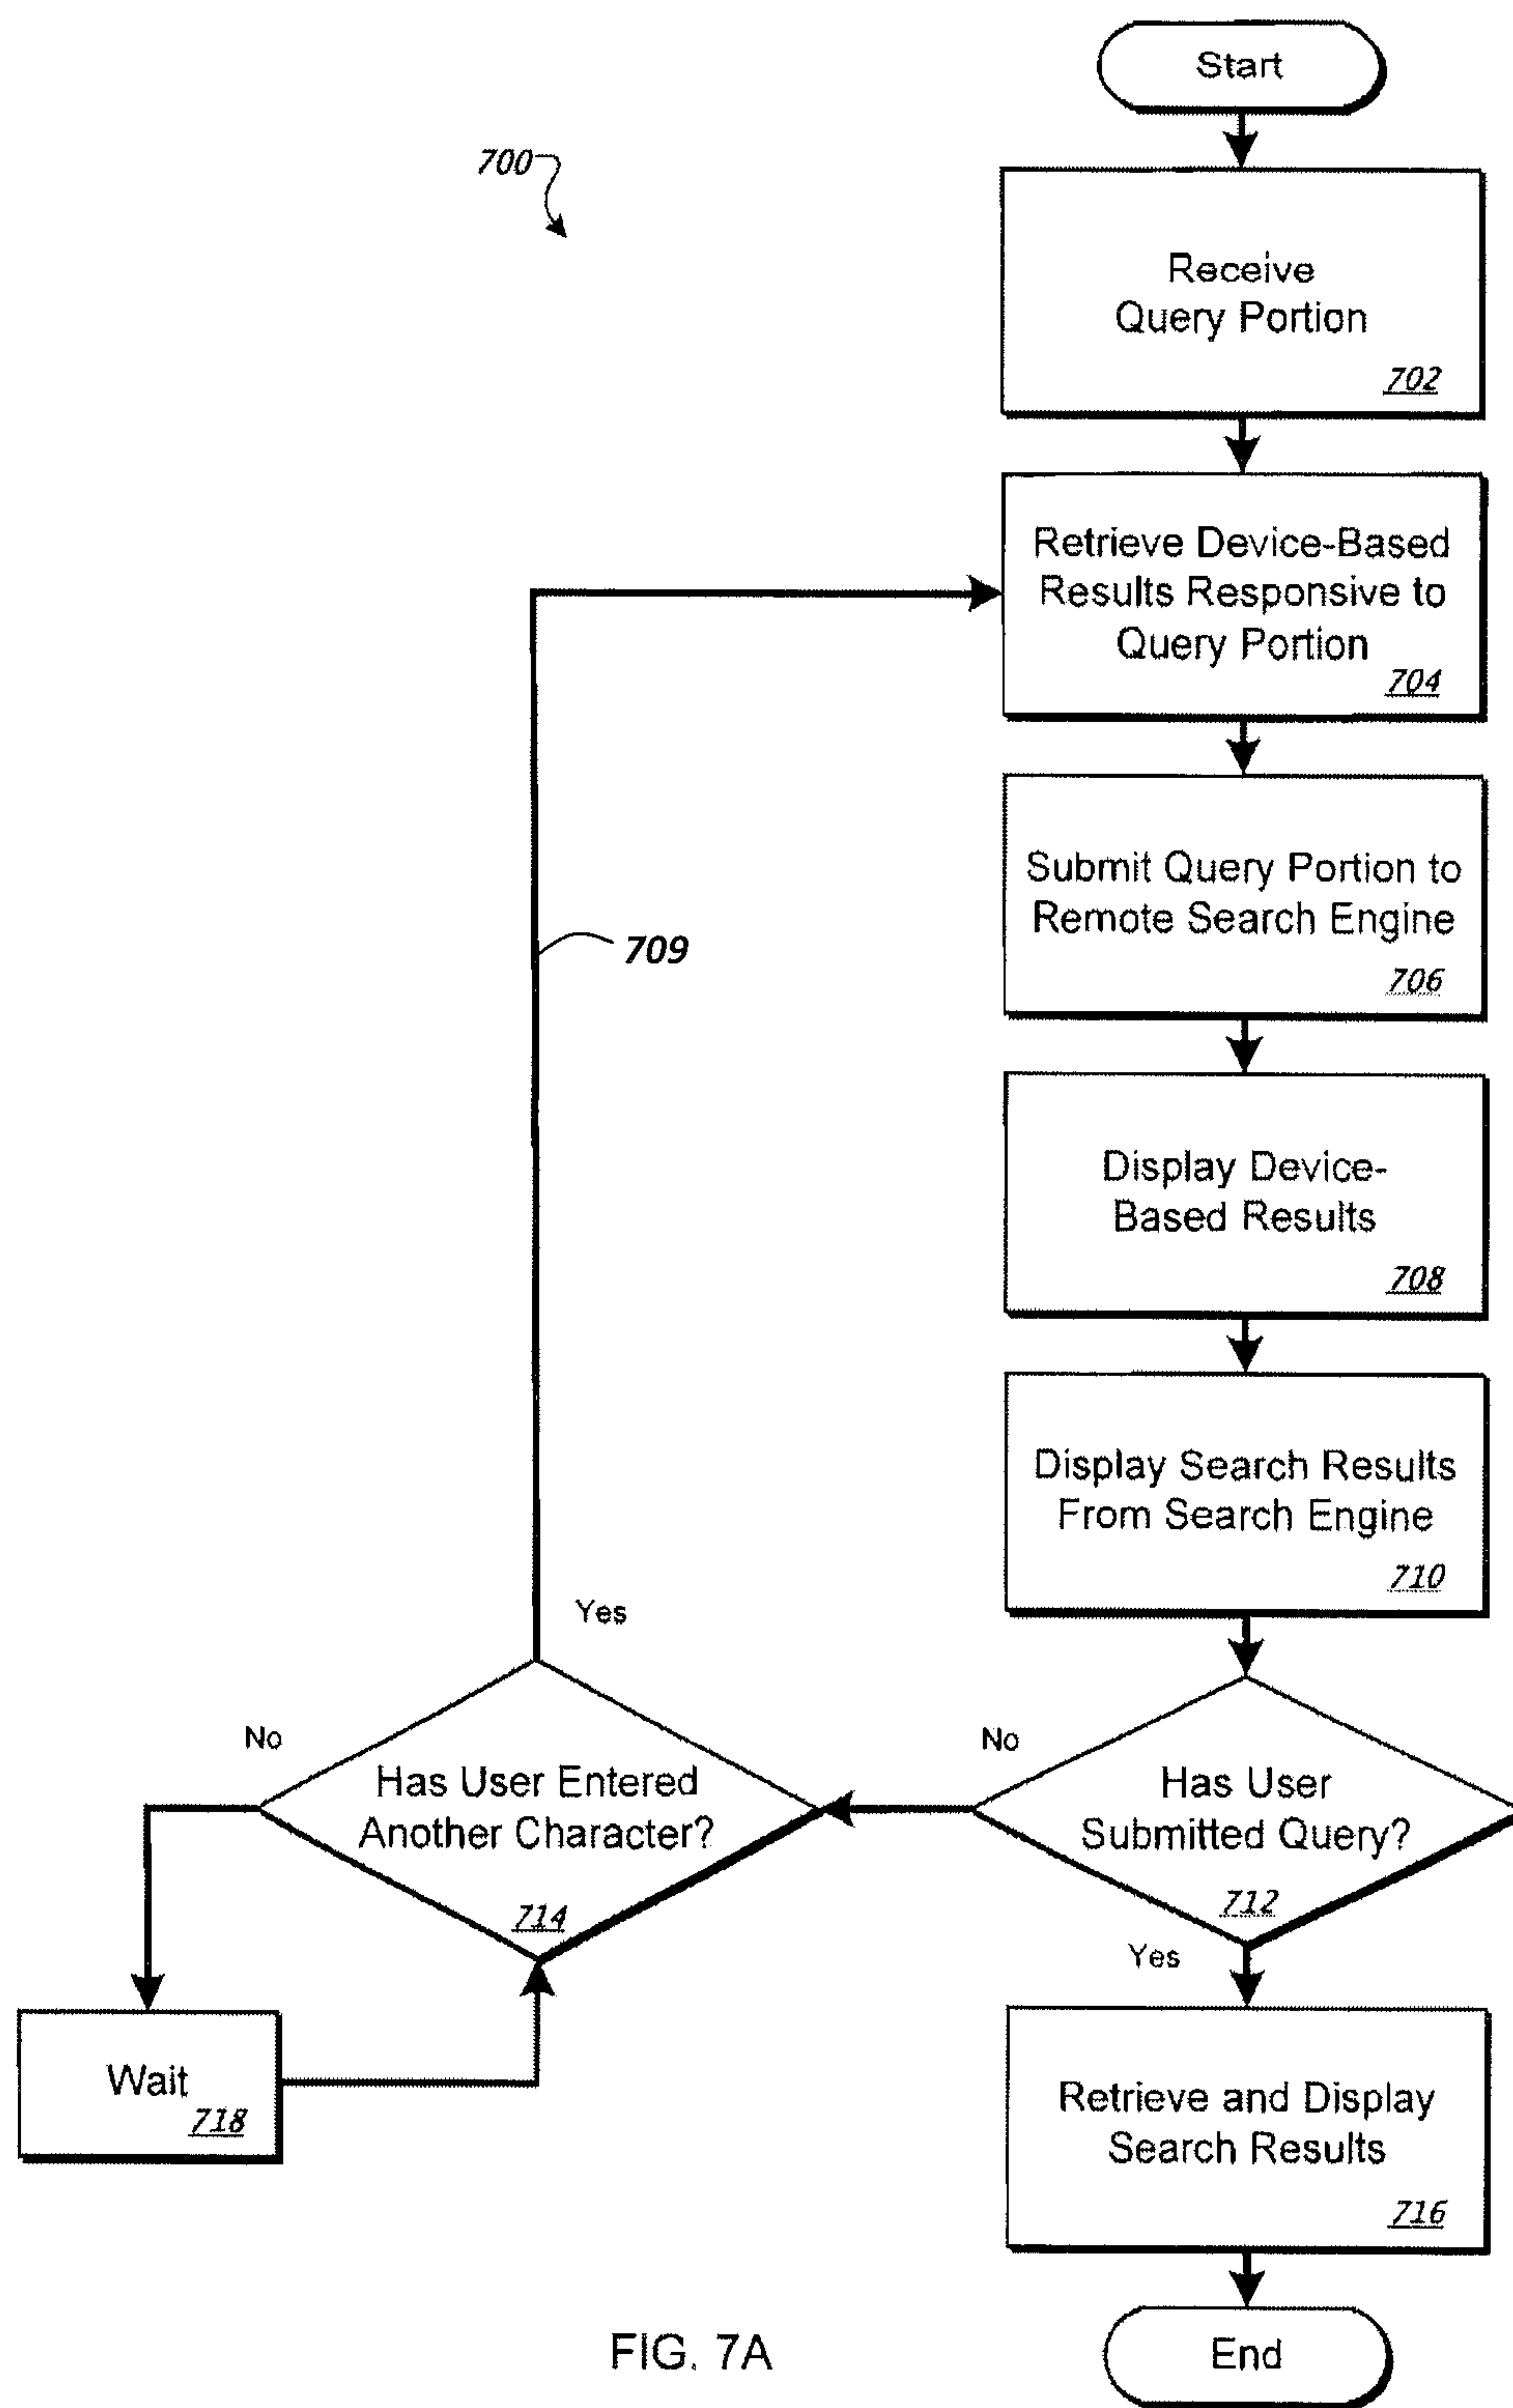 Start
700
Receive
Query Portion
702
Retrieve Device-Based
Results Responsive to
Query Portion
704
Submit Query Portion to
Remote Search Engine
706
709
Display Device-
Based Results
708
Display Search Results
From Search Engine
710
Yes
No
Has User Entered
Another Character?
714
No
Has User
Submitted Query?
712
Yes
Wait
718
Retrieve and Display
Search Results
716
End
FIG. 7A